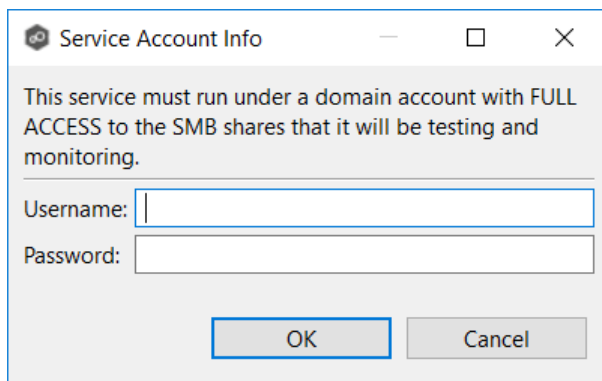 Service Account Info
This service must run under a domain account with FULL
ACCESS to the SMB shares that it will be testing and
monitoring.
Username:
Password:
OK Cancel